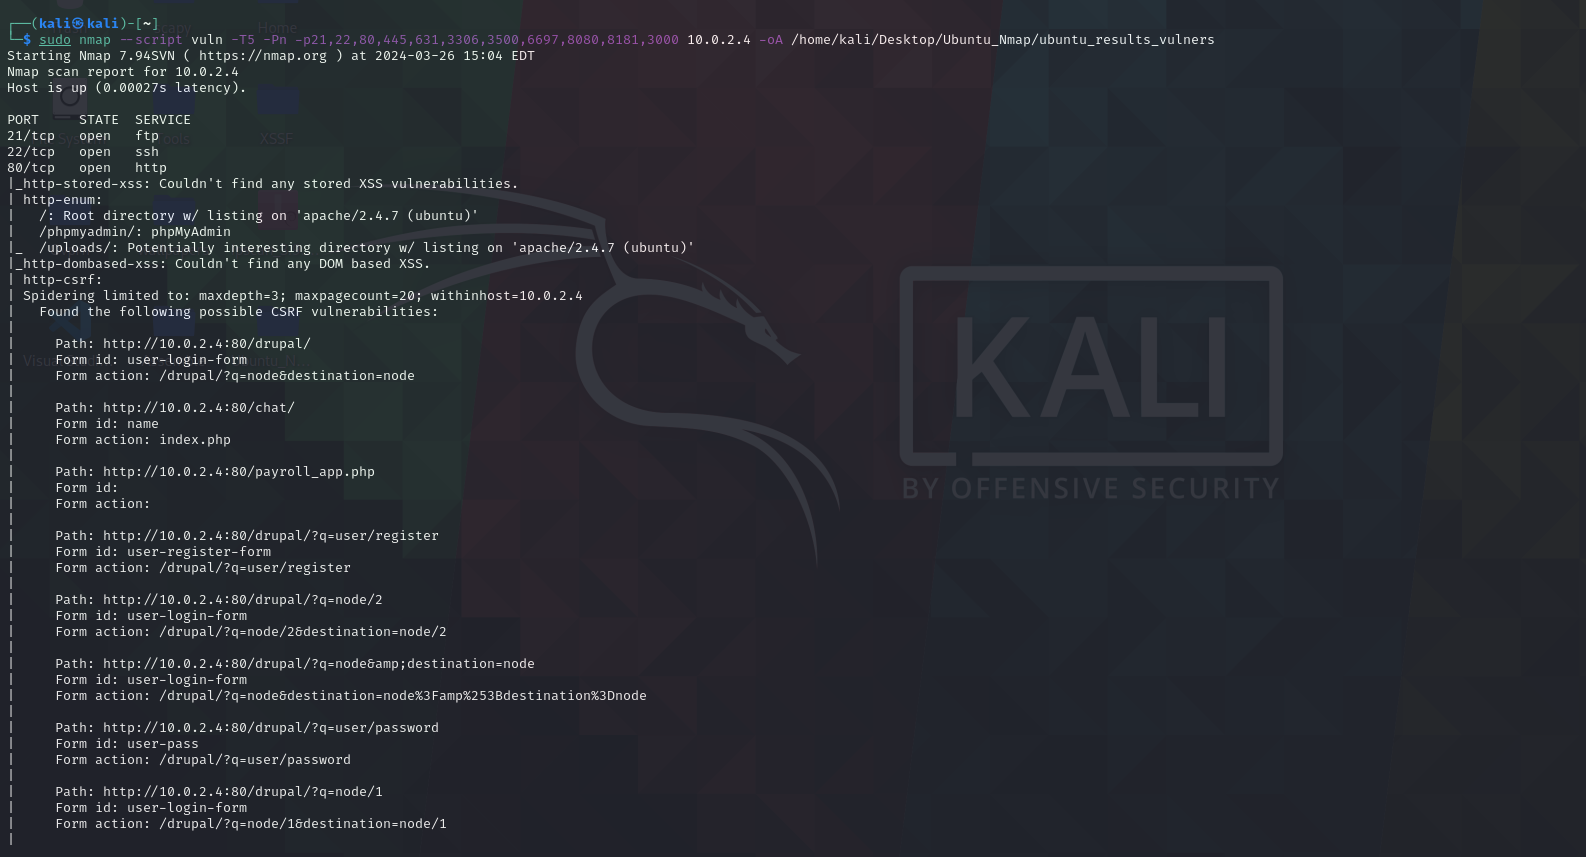 ┌──(kali㉿kali)-[~]
└─$ sudo nmap --script vuln -T5 -Pn -p21,22,80,445,631,3306,3500,6697,8080,8181,3000 10.0.2.4 -oA /home/kali/Desktop/Ubuntu_Nmap/ubuntu_results_vulners
Starting Nmap 7.94SVN ( https://nmap.org ) at 2024-03-26 15:04 EDT
Nmap scan report for 10.0.2.4
Host is up (0.00027s latency).

PORT     STATE  SERVICE
21/tcp   open   ftp
22/tcp   open   ssh
80/tcp   open   http
|_http-stored-xss: Couldn't find any stored XSS vulnerabilities.
| http-enum:
|   /: Root directory w/ listing on 'apache/2.4.7 (ubuntu)'
|   /phpmyadmin/: phpMyAdmin
|_  /uploads/: Potentially interesting directory w/ listing on 'apache/2.4.7 (ubuntu)'
|_http-dombased-xss: Couldn't find any DOM based XSS.
| http-csrf:
| Spidering limited to: maxdepth=3; maxpagecount=20; withinhost=10.0.2.4
|   Found the following possible CSRF vulnerabilities:
|
|     Path: http://10.0.2.4:80/drupal/
|     Form id: user-login-form
|     Form action: /drupal/?q=node&destination=node
|
|     Path: http://10.0.2.4:80/chat/
|     Form id: name
|     Form action: index.php
|
|     Path: http://10.0.2.4:80/payroll_app.php
|     Form id:
|     Form action:
|
|     Path: http://10.0.2.4:80/drupal/?q=user/register
|     Form id: user-register-form
|     Form action: /drupal/?q=user/register
|
|     Path: http://10.0.2.4:80/drupal/?q=node/2
|     Form id: user-login-form
|     Form action: /drupal/?q=node/2&destination=node/2
|
|     Path: http://10.0.2.4:80/drupal/?q=node&amp;destination=node
|     Form id: user-login-form
|     Form action: /drupal/?q=node&destination=node%3Famp%253Bdestination%3Dnode
|
|     Path: http://10.0.2.4:80/drupal/?q=user/password
|     Form id: user-pass
|     Form action: /drupal/?q=user/password
|
|     Path: http://10.0.2.4:80/drupal/?q=node/1
|     Form id: user-login-form
|     Form action: /drupal/?q=node/1&destination=node/1
|
KALI
BY OFFENSIVE SECURITY
Home
XSSF